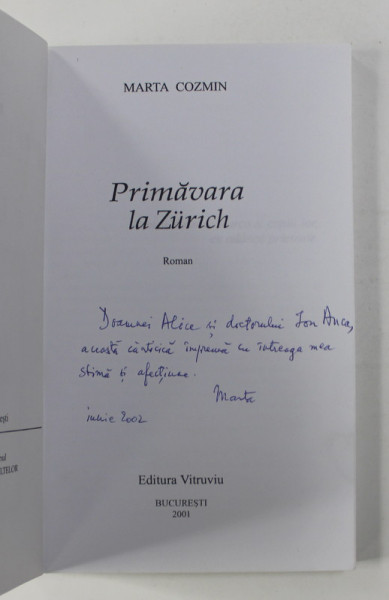 MARTA COZMIN
Primăvara
la Zürich
Roman
Doamnei Alice și doctorului Ion Anca,
această cărticică împreună cu întreaga mea
stimă și afecțiune.
Marta
iunie 2002
Editura Vitruviu
BUCUREȘTI
2001